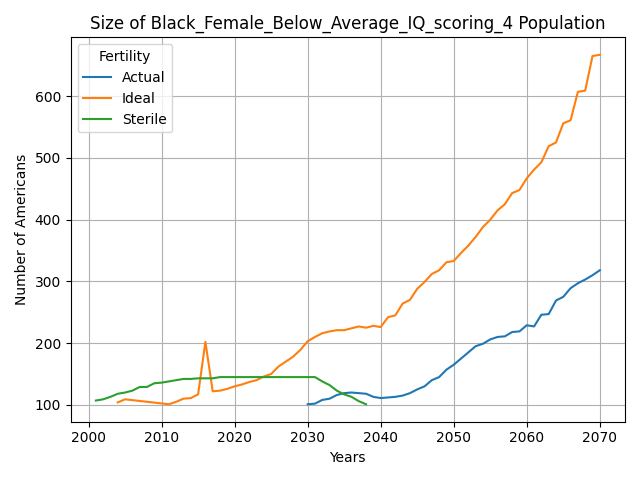 Size of Black_Female_Below_Average_IQ_scoring_4 Population
Fertility
Actual
Ideal
Sterile
Number of Americans
600
500
400
300
200
100
2000 2010 2020 2030 2040 2050 2060 2070
Years